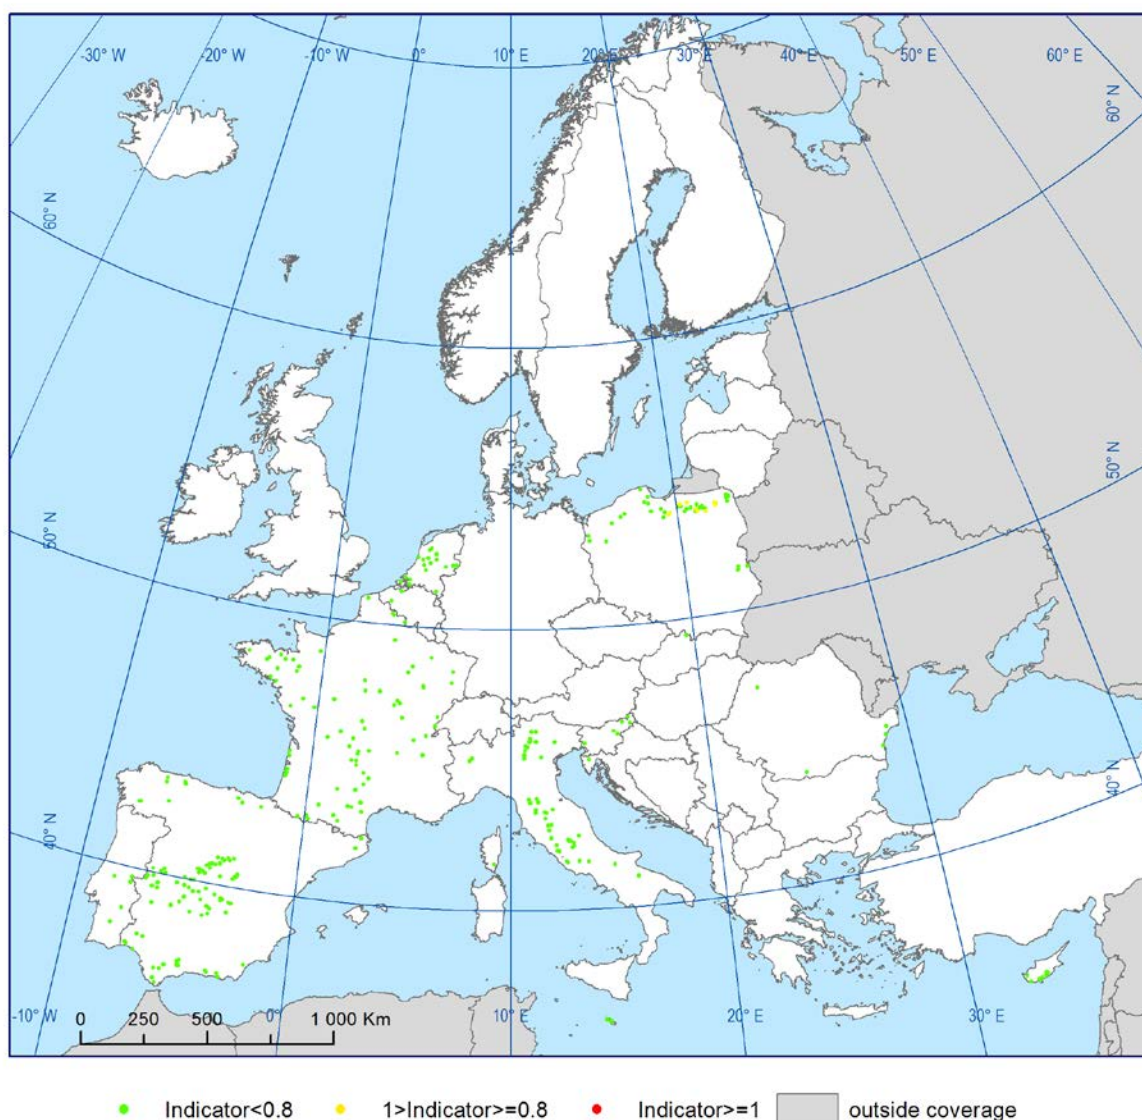 -30° W -20° W -10° W 0° 10° E 20° E 30° E 40° E 50° E 60° E
60° N
60° N
50° N
50° N
40° N
40° N
-10° W 0° 10° E 20° E 30° E
0 250 500 1 000 Km
Indicator<0.8 1>Indicator>=0.8 Indicator>=1 outside coverage